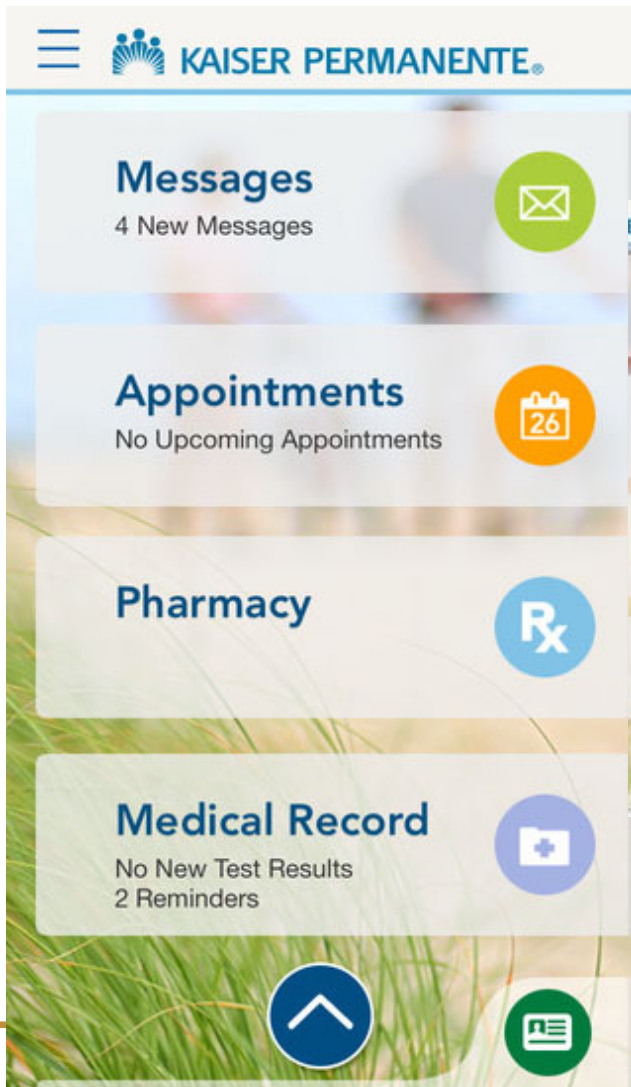 KAISER PERMANENTE®
Messages
4 New Messages
Appointments
No Upcoming Appointments
26
Pharmacy
Rx
Medical Record
No New Test Results
2 Reminders